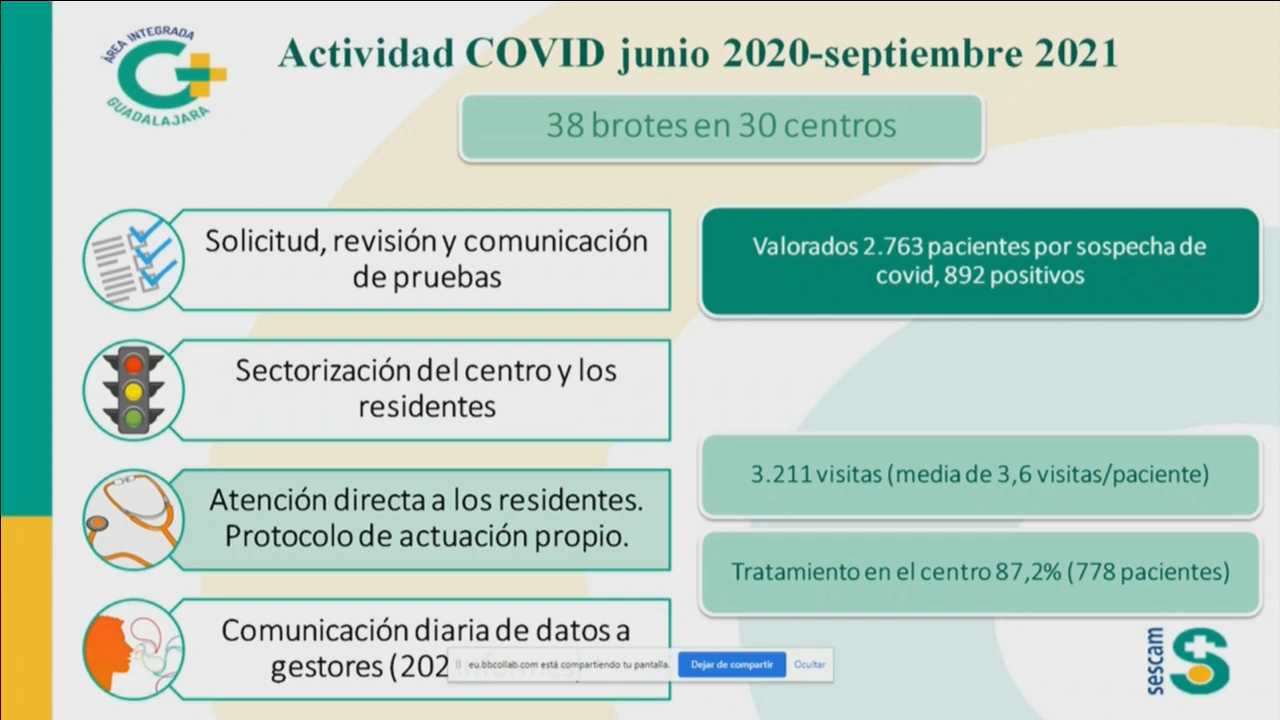 ÁREA INTEGRADA
GUADALAJARA
Actividad COVID junio 2020-septiembre 2021
38 brotes en 30 centros
Solicitud, revisión y comunicación
de pruebas
Valorados 2.763 pacientes por sospecha de
covid, 892 positivos
Sectorización del centro y los
residentes
Atención directa a los residentes.
Protocolo de actuación propio.
3.211 visitas (media de 3,6 visitas/paciente)
Tratamiento en el centro 87,2% (778 pacientes)
Comunicación diaria de datos a
gestores (202
eu.bbcollab.com está compartiendo tu pantalla.
Dejar de compartir
Ocultar
sescam